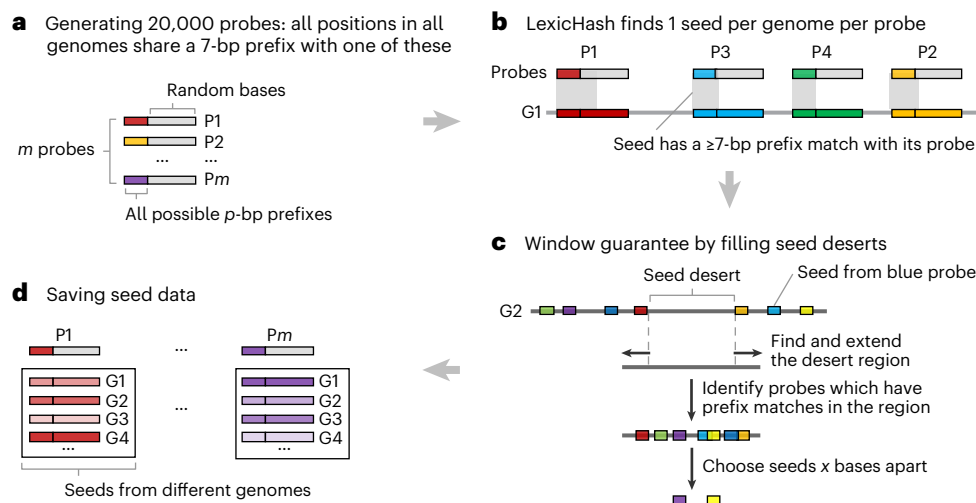 a Generating 20,000 probes: all positions in all
genomes share a 7-bp prefix with one of these
Random bases
m probes
P1
P2
... ...
Pm
All possible p-bp prefixes
b LexicHash finds 1 seed per genome per probe
P1 P3 P4 P2
Probes
G1
Seed has a ≥7-bp prefix match with its probe
c Window guarantee by filling seed deserts
Seed desert
Seed from blue probe
G2
Find and extend
the desert region
Identify probes which have
prefix matches in the region
Choose seeds x bases apart
d Saving seed data
P1 ... Pm
G1 G1
G2 G2
... 
G3 G3
G4 G4
... ...
Seeds from different genomes